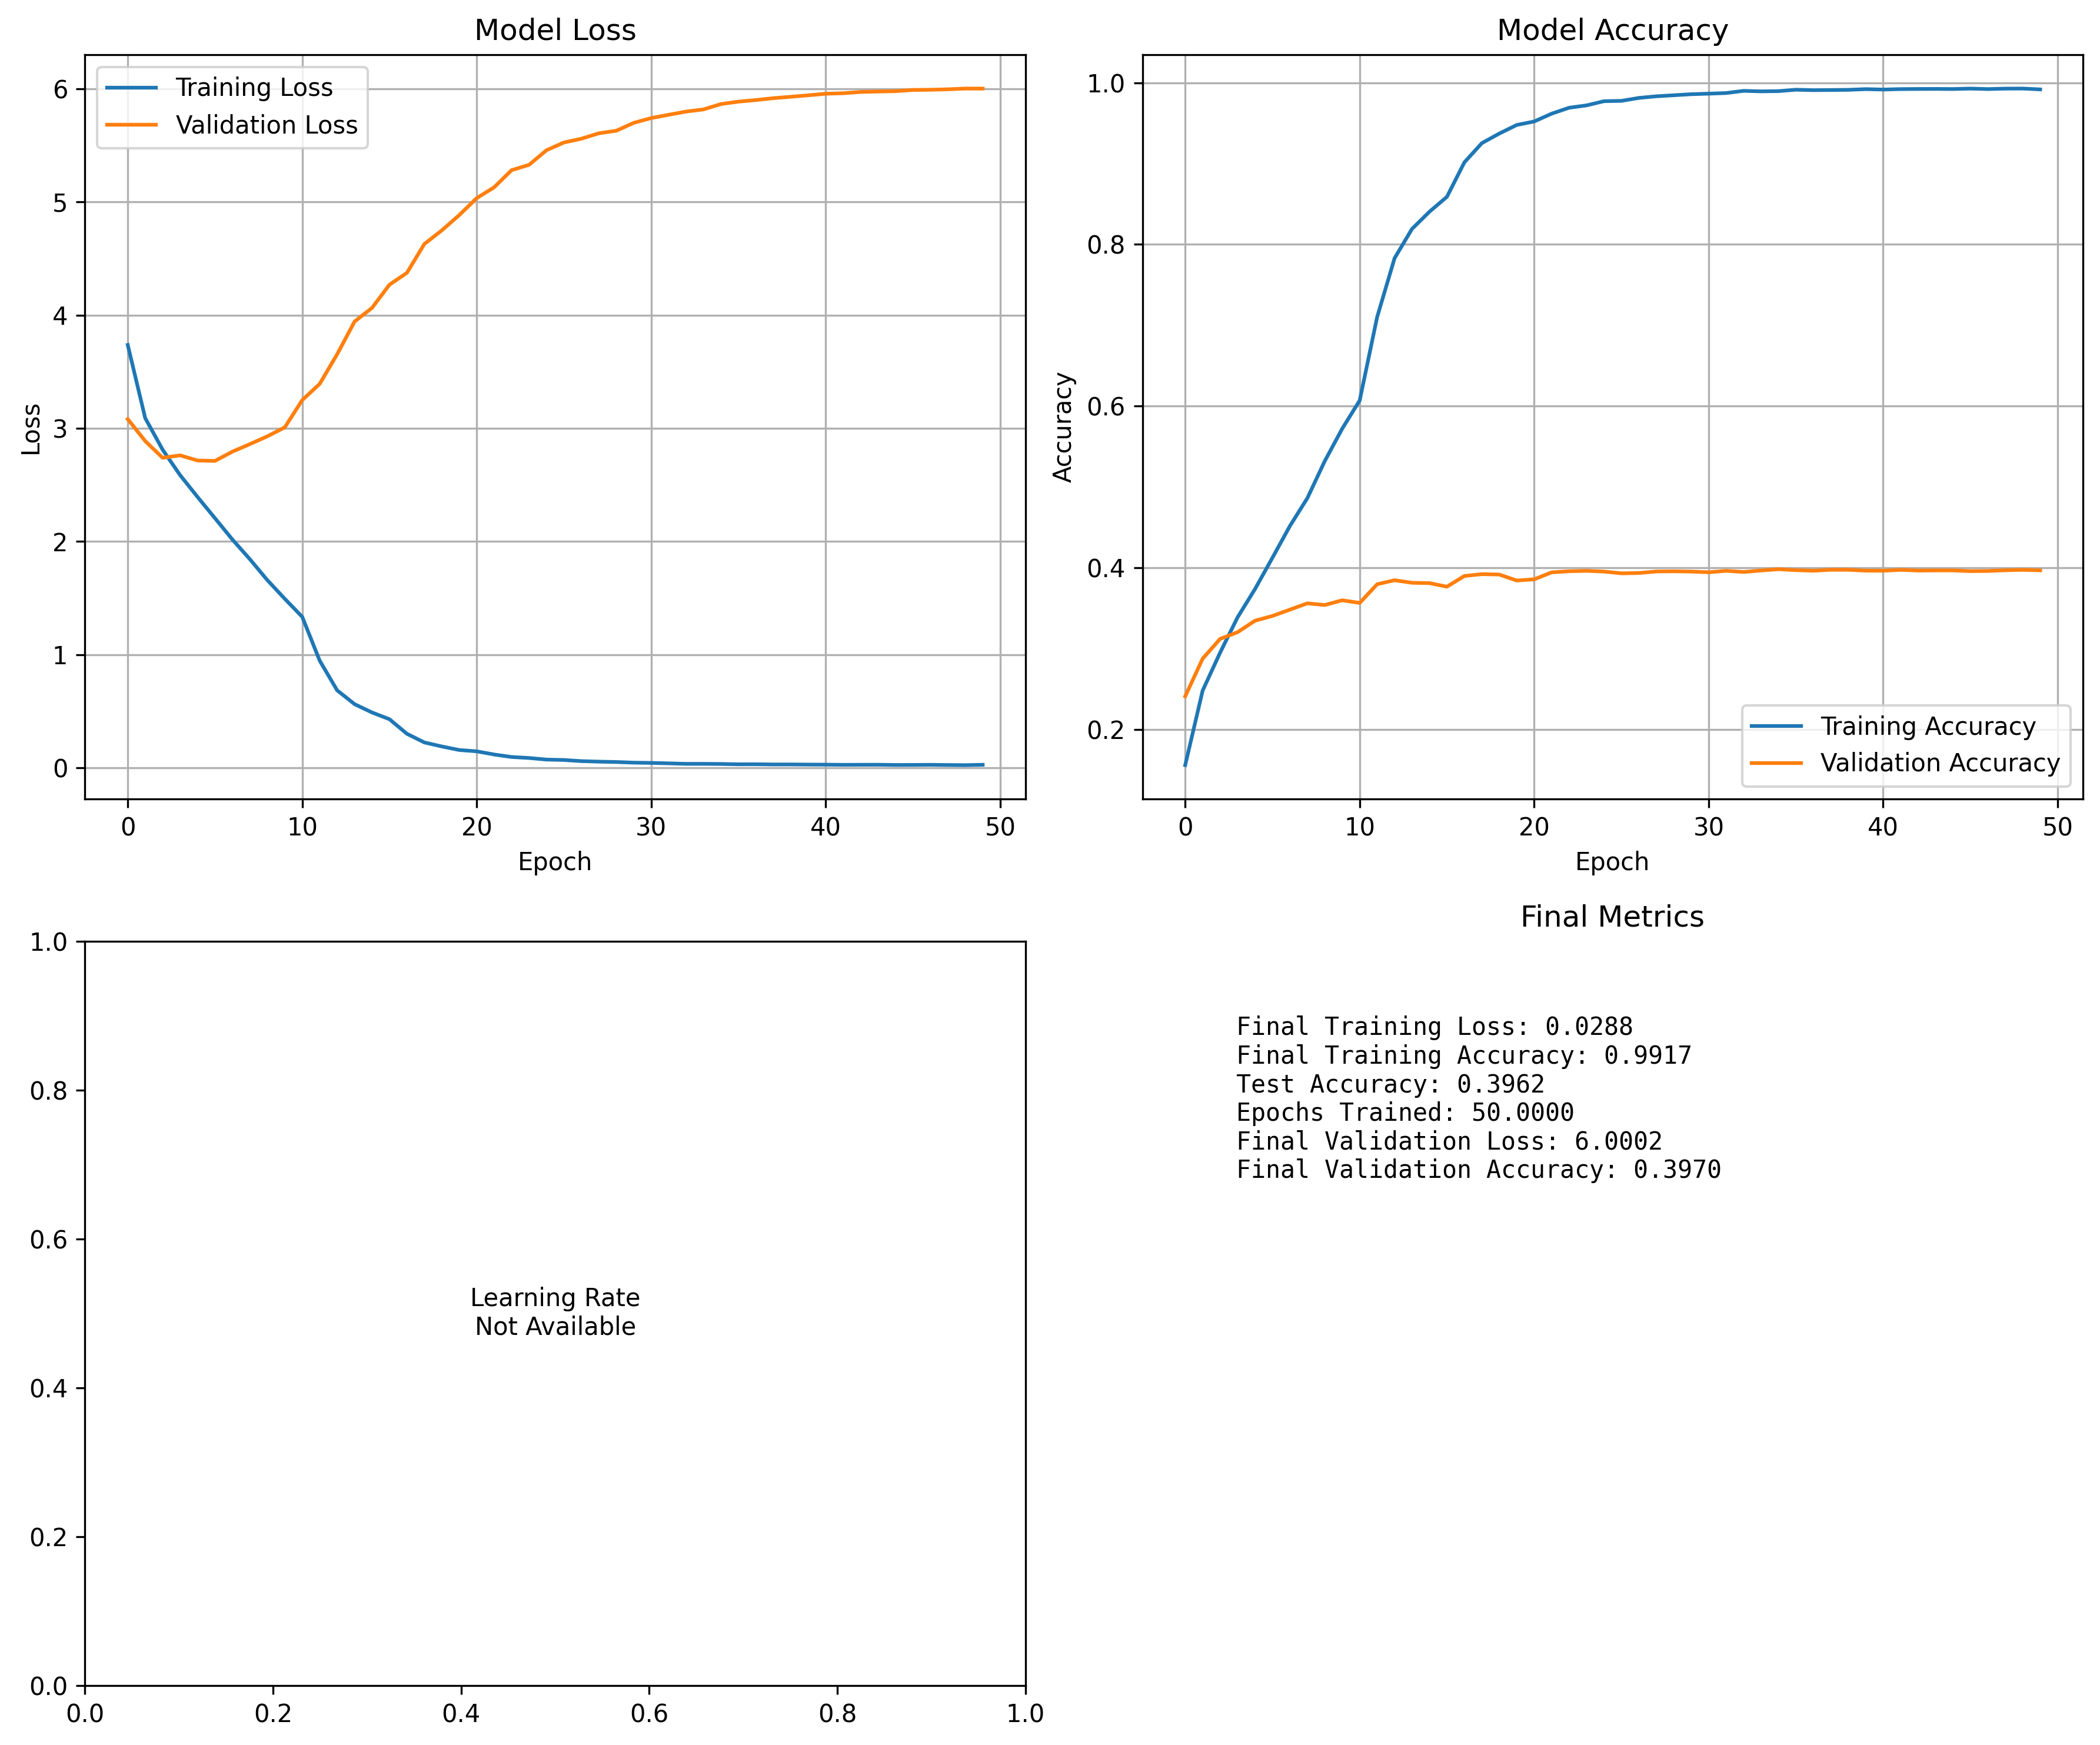 Model Loss
Training Loss
Validation Loss
6
5
4
3
2
1
0
Loss
0
10
20
30
40
50
Epoch
Model Accuracy
1.0
0.8
0.6
0.4
0.2
Accuracy
Training Accuracy
Validation Accuracy
0
10
20
30
40
50
Epoch
1.0
0.8
0.6
0.4
0.2
0.0
Learning Rate
Not Available
0.0
0.2
0.4
0.6
0.8
1.0
Final Metrics
Final Training Loss: 0.0288
Final Training Accuracy: 0.9917
Test Accuracy: 0.3962
Epochs Trained: 50.0000
Final Validation Loss: 6.0002
Final Validation Accuracy: 0.3970